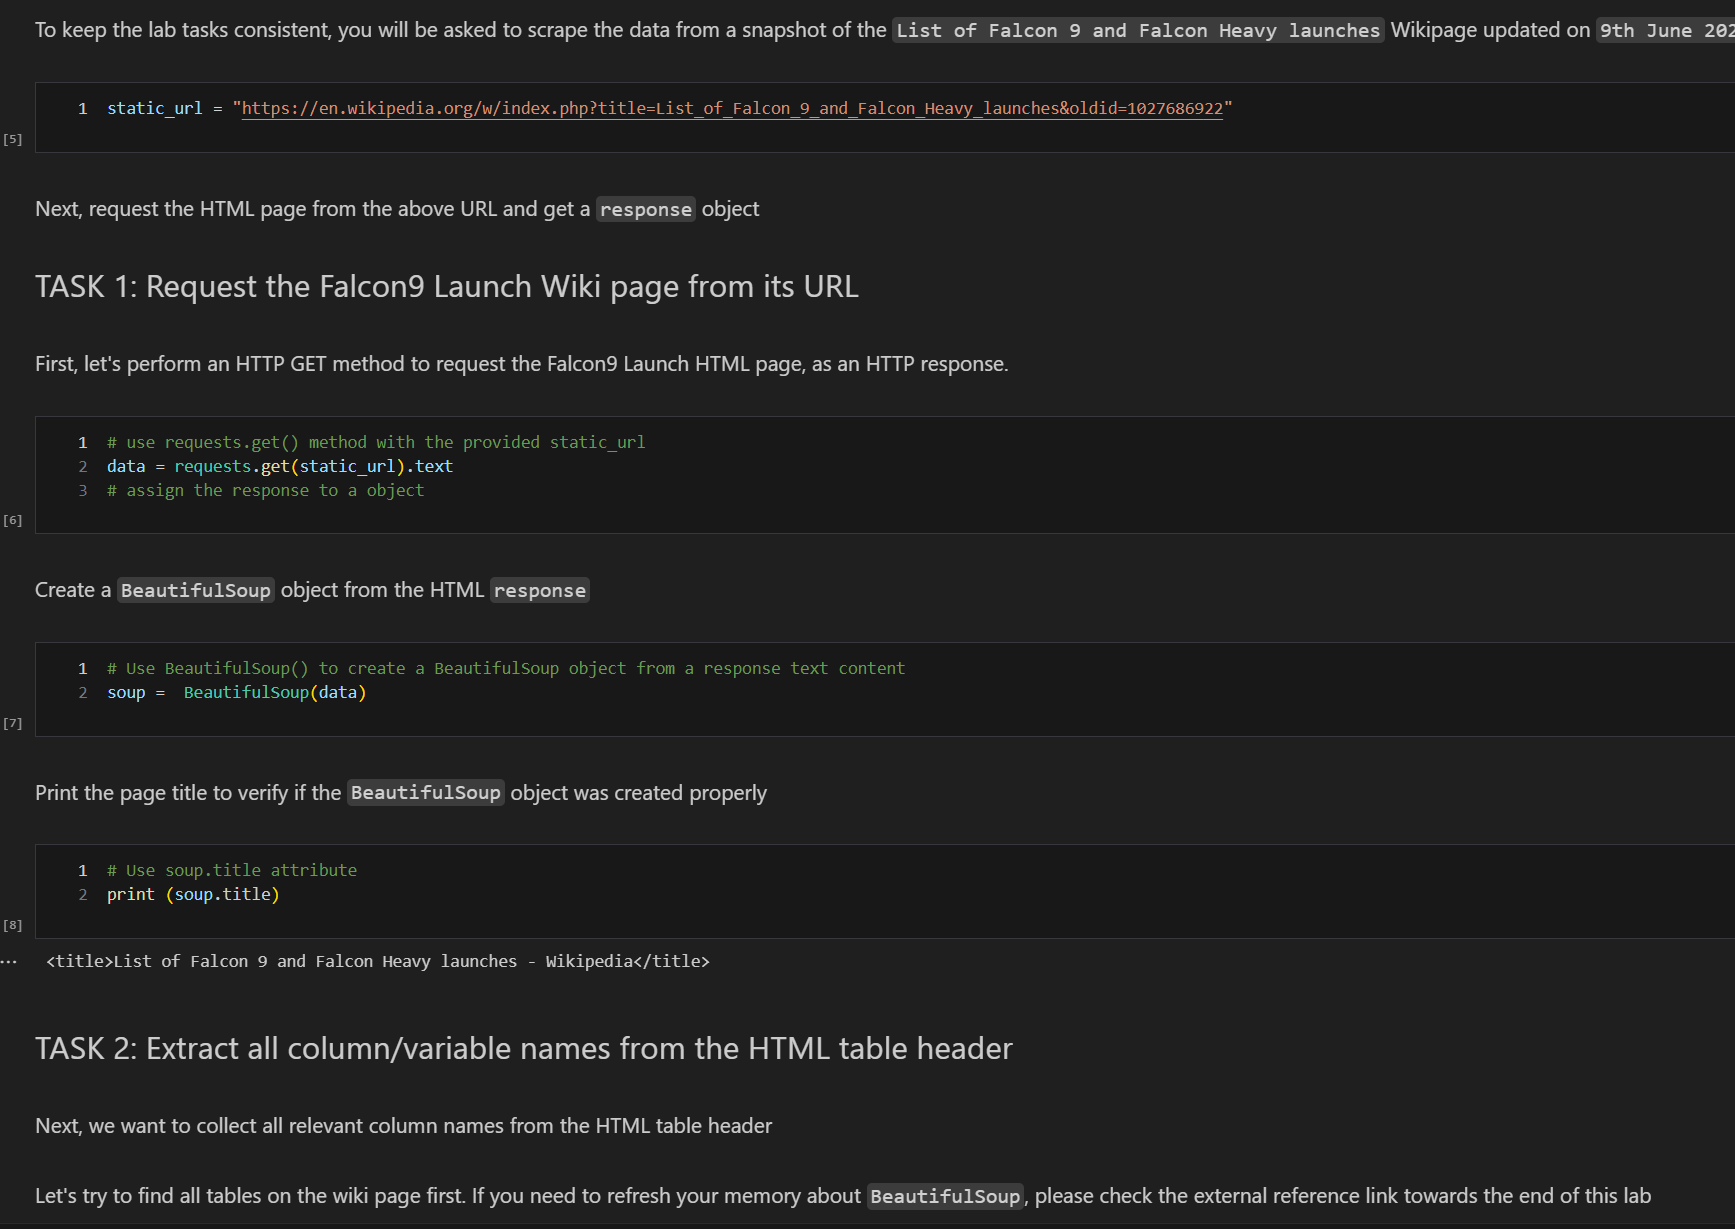 To keep the lab tasks consistent, you will be asked to scrape the data from a snapshot of the List of Falcon 9 and Falcon Heavy launches Wikipage updated on 9th June 202
1 static_url = "https://en.wikipedia.org/w/index.php?title=List_of_Falcon_9_and_Falcon_Heavy_launches&oldid=1027686922"
[5]
Next, request the HTML page from the above URL and get a response object
TASK 1: Request the Falcon9 Launch Wiki page from its URL
First, let's perform an HTTP GET method to request the Falcon9 Launch HTML page, as an HTTP response.
1 # use requests.get() method with the provided static_url
2 data = requests.get(static_url).text
3 # assign the response to a object
[6]
Create a BeautifulSoup object from the HTML response
1 # Use BeautifulSoup() to create a BeautifulSoup object from a response text content
2 soup =  BeautifulSoup(data)
[7]
Print the page title to verify if the BeautifulSoup object was created properly
1 # Use soup.title attribute
2 print (soup.title)
[8]
... <title>List of Falcon 9 and Falcon Heavy launches - Wikipedia</title>
TASK 2: Extract all column/variable names from the HTML table header
Next, we want to collect all relevant column names from the HTML table header
Let's try to find all tables on the wiki page first. If you need to refresh your memory about BeautifulSoup, please check the external reference link towards the end of this lab